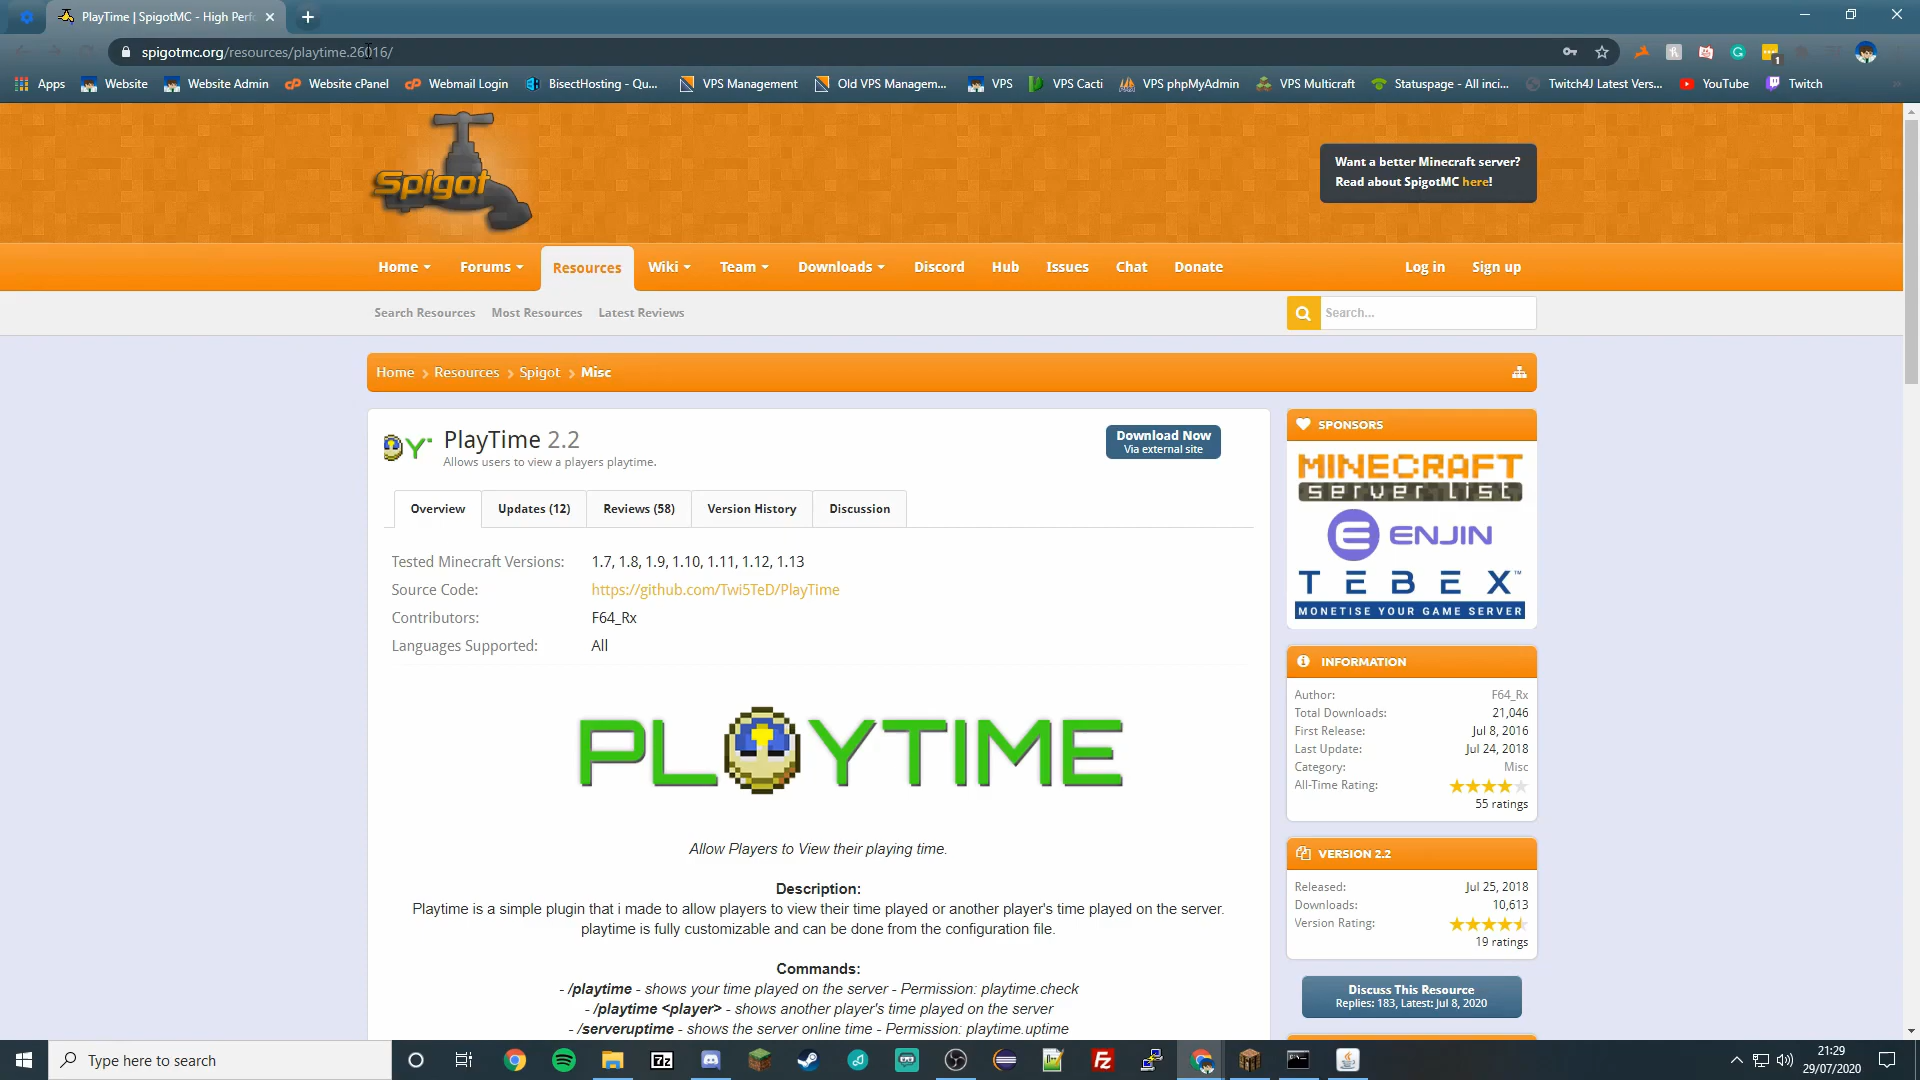 PlayTime | SpigotMC - High Perfo
spigotmc.org/resources/playtime.26016/
Apps
Website
Website Admin
Website cPanel
Webmail Login
BisectHosting - Qu...
VPS Management
Old VPS Managem...
VPS
VPS Cacti
VPS phpMyAdmin
VPS Multicraft
Statuspage - All inci...
Twitch4J Latest Vers...
YouTube
Twitch
Spigot
Want a better Minecraft server?
Read about SpigotMC here!
Home
Forums
Resources
Wiki
Team
Downloads
Discord
Hub
Issues
Chat
Donate
Log in
Sign up
Search Resources
Most Resources
Latest Reviews
Search...
Home
Resources
Spigot
Misc
PlayTime 2.2
Allows users to view a players playtime.
Download Now
Via external site
Overview
Updates (12)
Reviews (58)
Version History
Discussion
Tested Minecraft Versions: 1.7, 1.8, 1.9, 1.10, 1.11, 1.12, 1.13
Source Code: https://github.com/Twi5TeD/PlayTime
Contributors: F64_Rx
Languages Supported: All
PLAYTIME
Allow Players to View their playing time.
Description:
Playtime is a simple plugin that i made to allow players to view their time played or another player's time played on the server.
playtime is fully customizable and can be done from the configuration file.
Commands:
- /playtime - shows your time played on the server - Permission: playtime.check
- /playtime <player> - shows another player's time played on the server
- /serveruptime - shows the server online time - Permission: playtime.uptime
SPONSORS
MINECRAFT
server list
ENJIN
TEBEX™
MONETISE YOUR GAME SERVER
INFORMATION
Author: F64_Rx
Total Downloads: 21,046
First Release: Jul 8, 2016
Last Update: Jul 24, 2018
Category: Misc
All-Time Rating:
55 ratings
VERSION 2.2
Released: Jul 25, 2018
Downloads: 10,613
Version Rating:
19 ratings
Discuss This Resource
Replies: 183, Latest: Jul 8, 2020
Type here to search
7z
21:29
29/07/2020